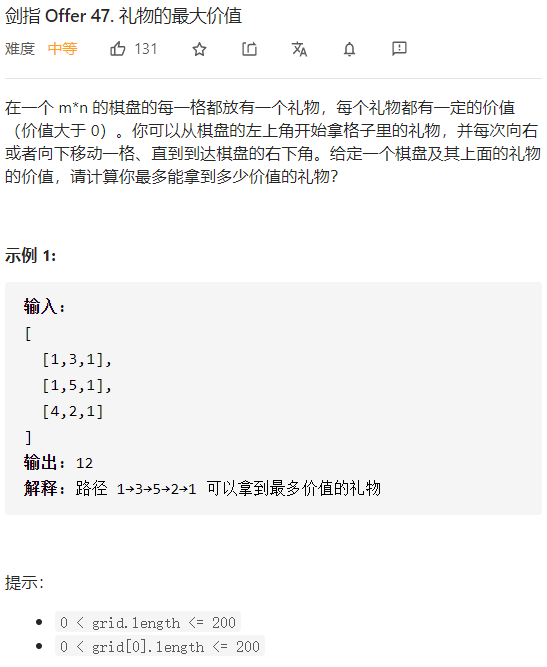 剑指 Offer 47. 礼物的最大价值
难度 中等 131
在一个 m*n 的棋盘的每一格都放有一个礼物，每个礼物都有一定的价值
（价值大于 0）。你可以从棋盘的左上角开始拿格子里的礼物，并每次向右
或者向下移动一格、直到到达棋盘的右下角。给定一个棋盘及其上面的礼物
的价值，请计算你最多能拿到多少价值的礼物？
示例 1:
输入:
[
[1,3,1],
[1,5,1],
[4,2,1]
]
输出: 12
解释: 路径 1→3→5→2→1 可以拿到最多价值的礼物
提示：
• 0 < grid.length <= 200
• 0 < grid[0].length <= 200